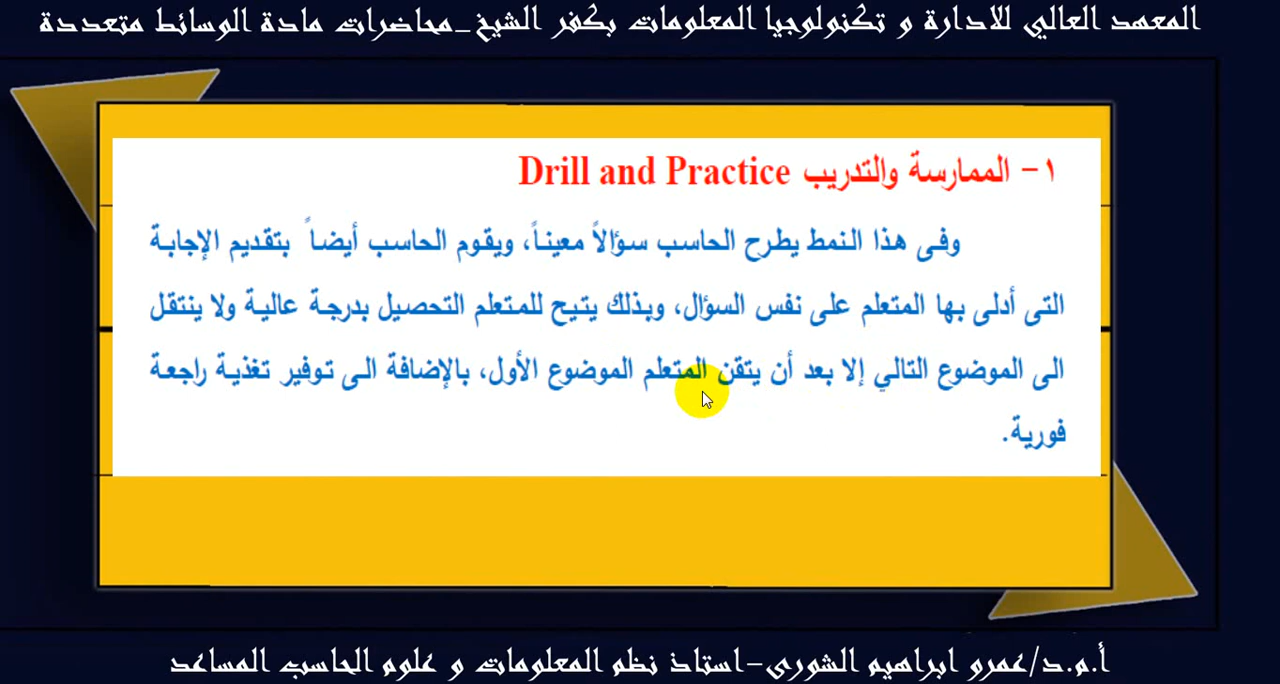 المعهد العالي للادارة و تكنولوجيا المعلومات بكفر الشيخ_محاضرات مادة الوسائط متعددة
١- الممارسة والتدريب Drill and Practice
وفى هذا النمط يطرح الحاسب سؤالاً معيناً، ويقوم الحاسب أيضاً بتقديم الإجابة
التى أدلى بها المتعلم على نفس السؤال، وبذلك يتيح للمتعلم التحصيل بدرجة عالية ولا ينتقل
الى الموضوع التالي إلا بعد أن يتقن المتعلم الموضوع الأول، بالإضافة الى توفير تغذية راجعة
فورية.
أ.م.د/عمرو ابراهيم الشورى-استاذ نظم المعلومات و علوم الحاسب المساعد